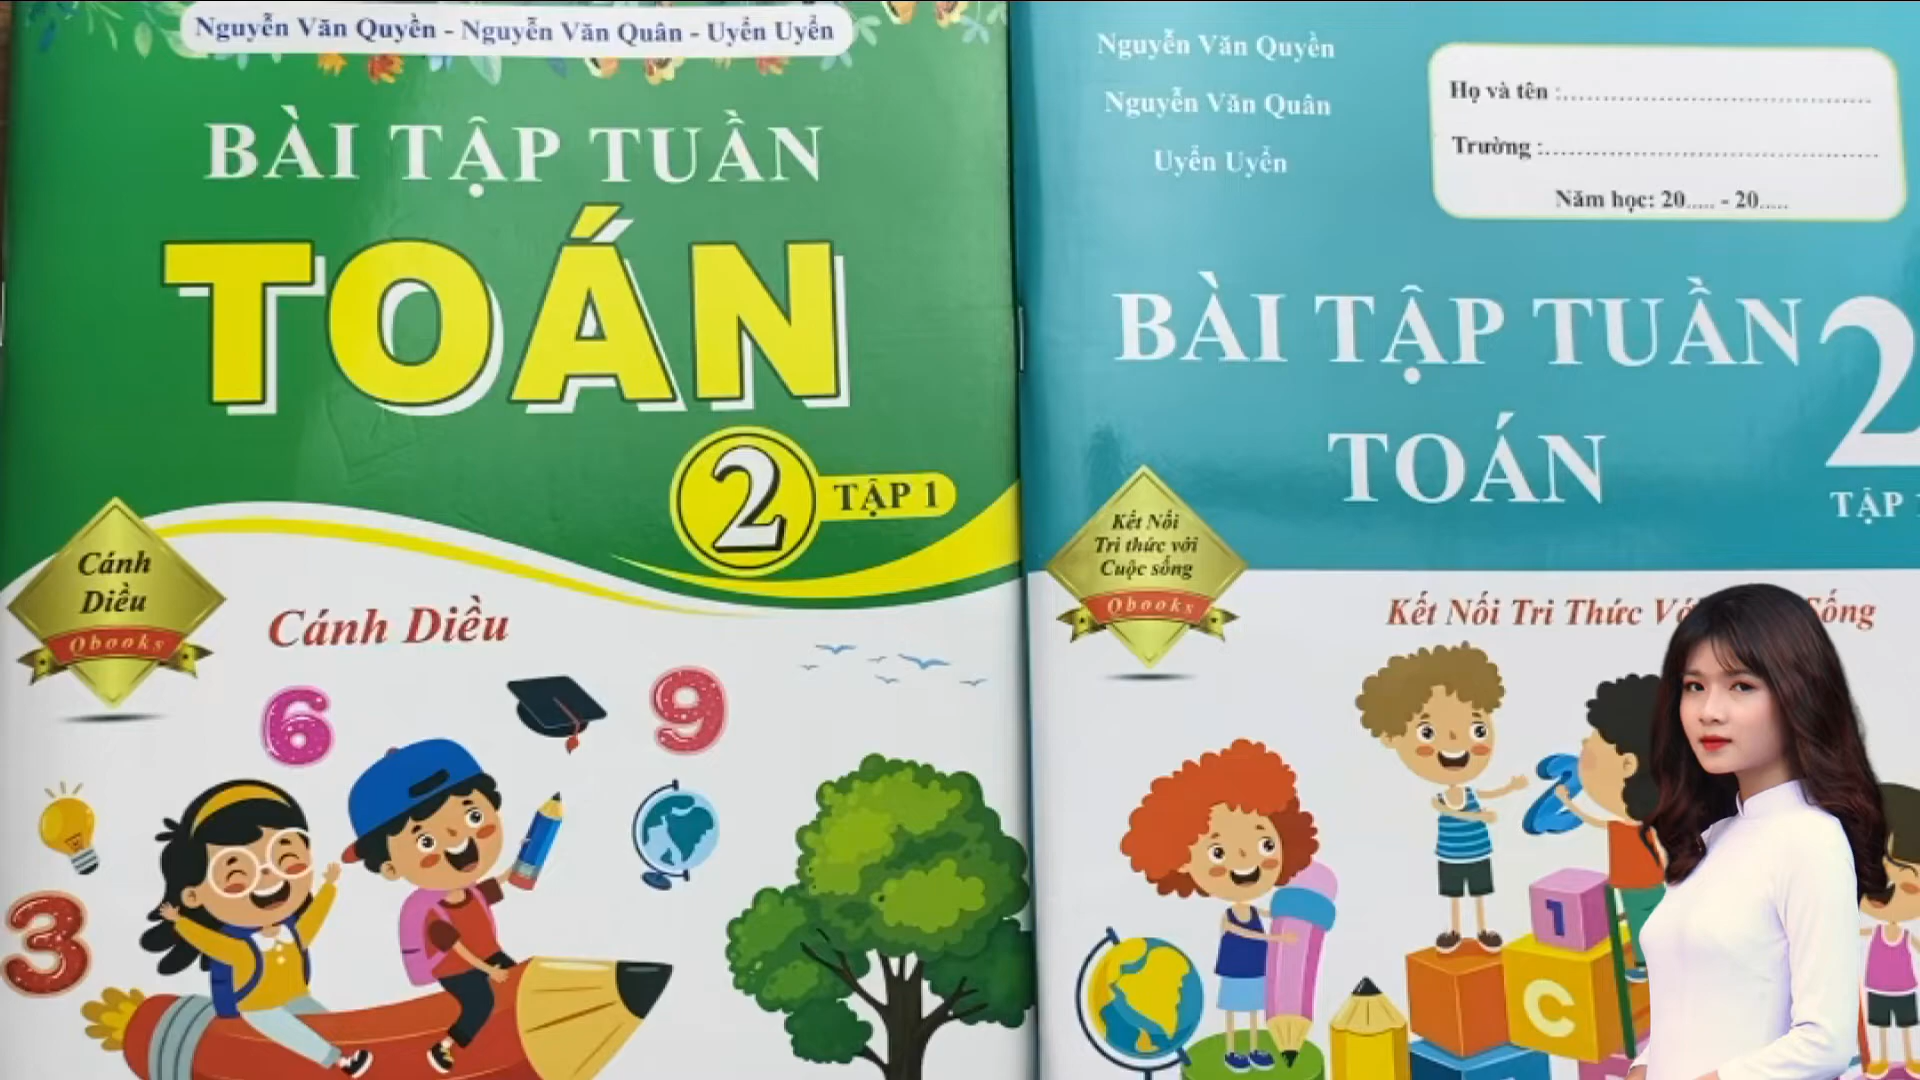 Nguyễn Văn Quyền - Nguyễn Văn Quân - Uyển Uyển
BÀI TẬP TUẦN
TOÁN
2
TẬP 1
Cánh
Diều
Qbooks
Cánh Diều
6
9
3
Nguyễn Văn Quyền
Nguyễn Văn Quân
Uyển Uyển
Họ và tên :
Trường :
Năm học: 20..... - 20.....
BÀI TẬP TUẦN
TOÁN
2
TẬP 1
Kết Nối
Tri thức với
Cuộc sống
Qbooks
Kết Nối Tri Thức Sống
2
1
C